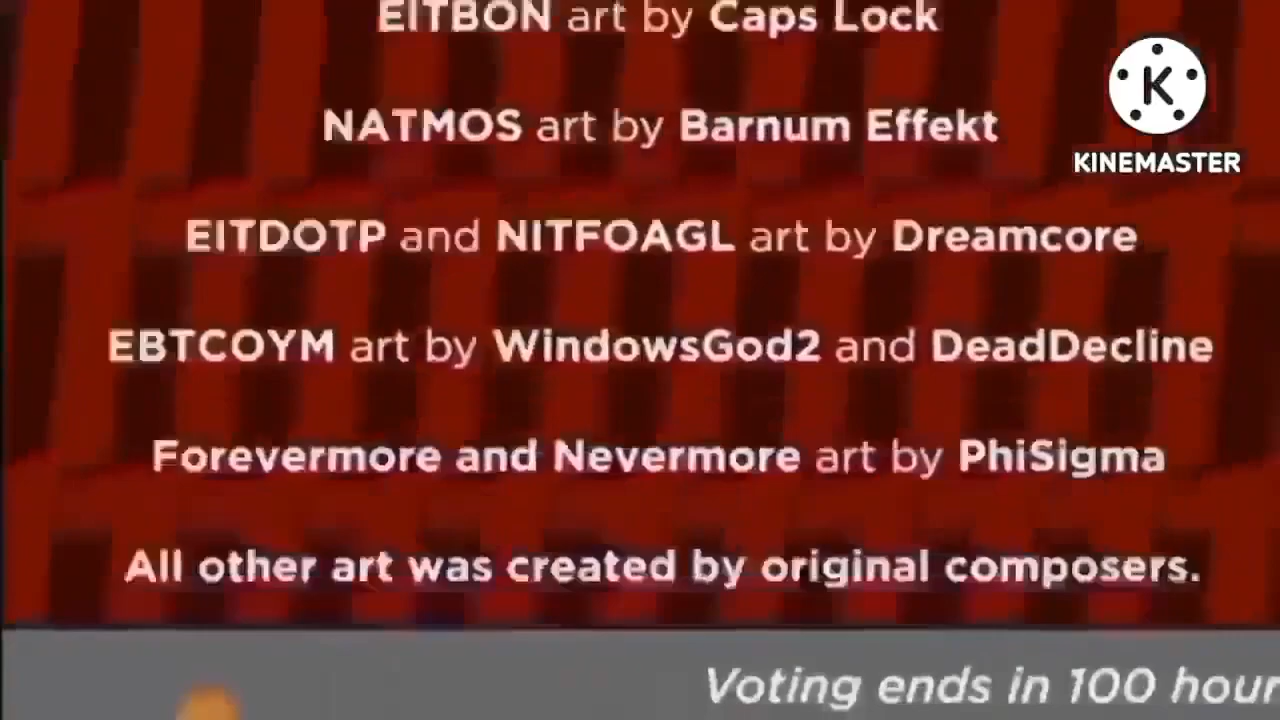 EITBON art by Caps Lock
K
KINEMASTER
NATMOS art by Barnum Effekt
EITDOTP and NITFOAGL art by Dreamcore
EBTCOYM art by WindowsGod2 and DeadDecline
Forevermore and Nevermore art by PhiSigma
All other art was created by original composers.
Voting ends in 100 hour